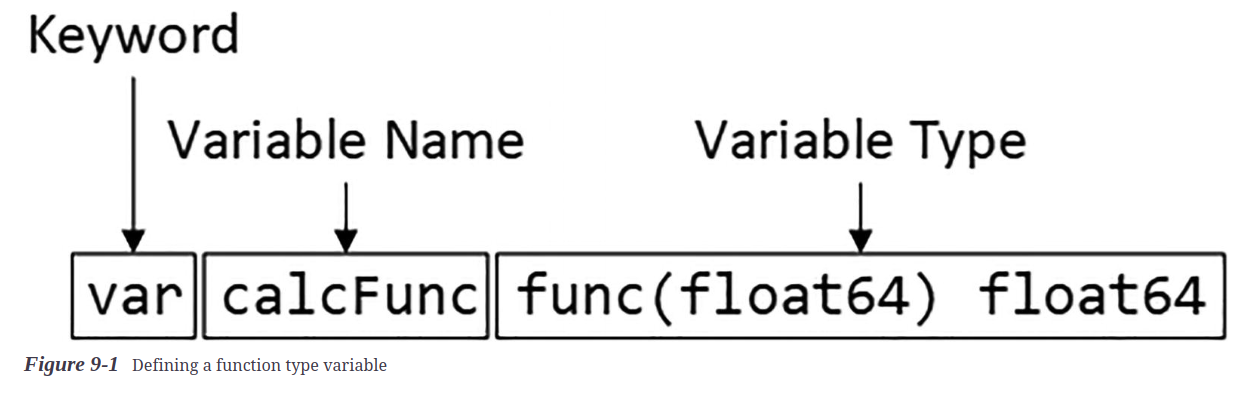 Keyword
Variable Name Variable Type
var calcFunc func(float64) float64
Figure 9-1 Defining a function type variable